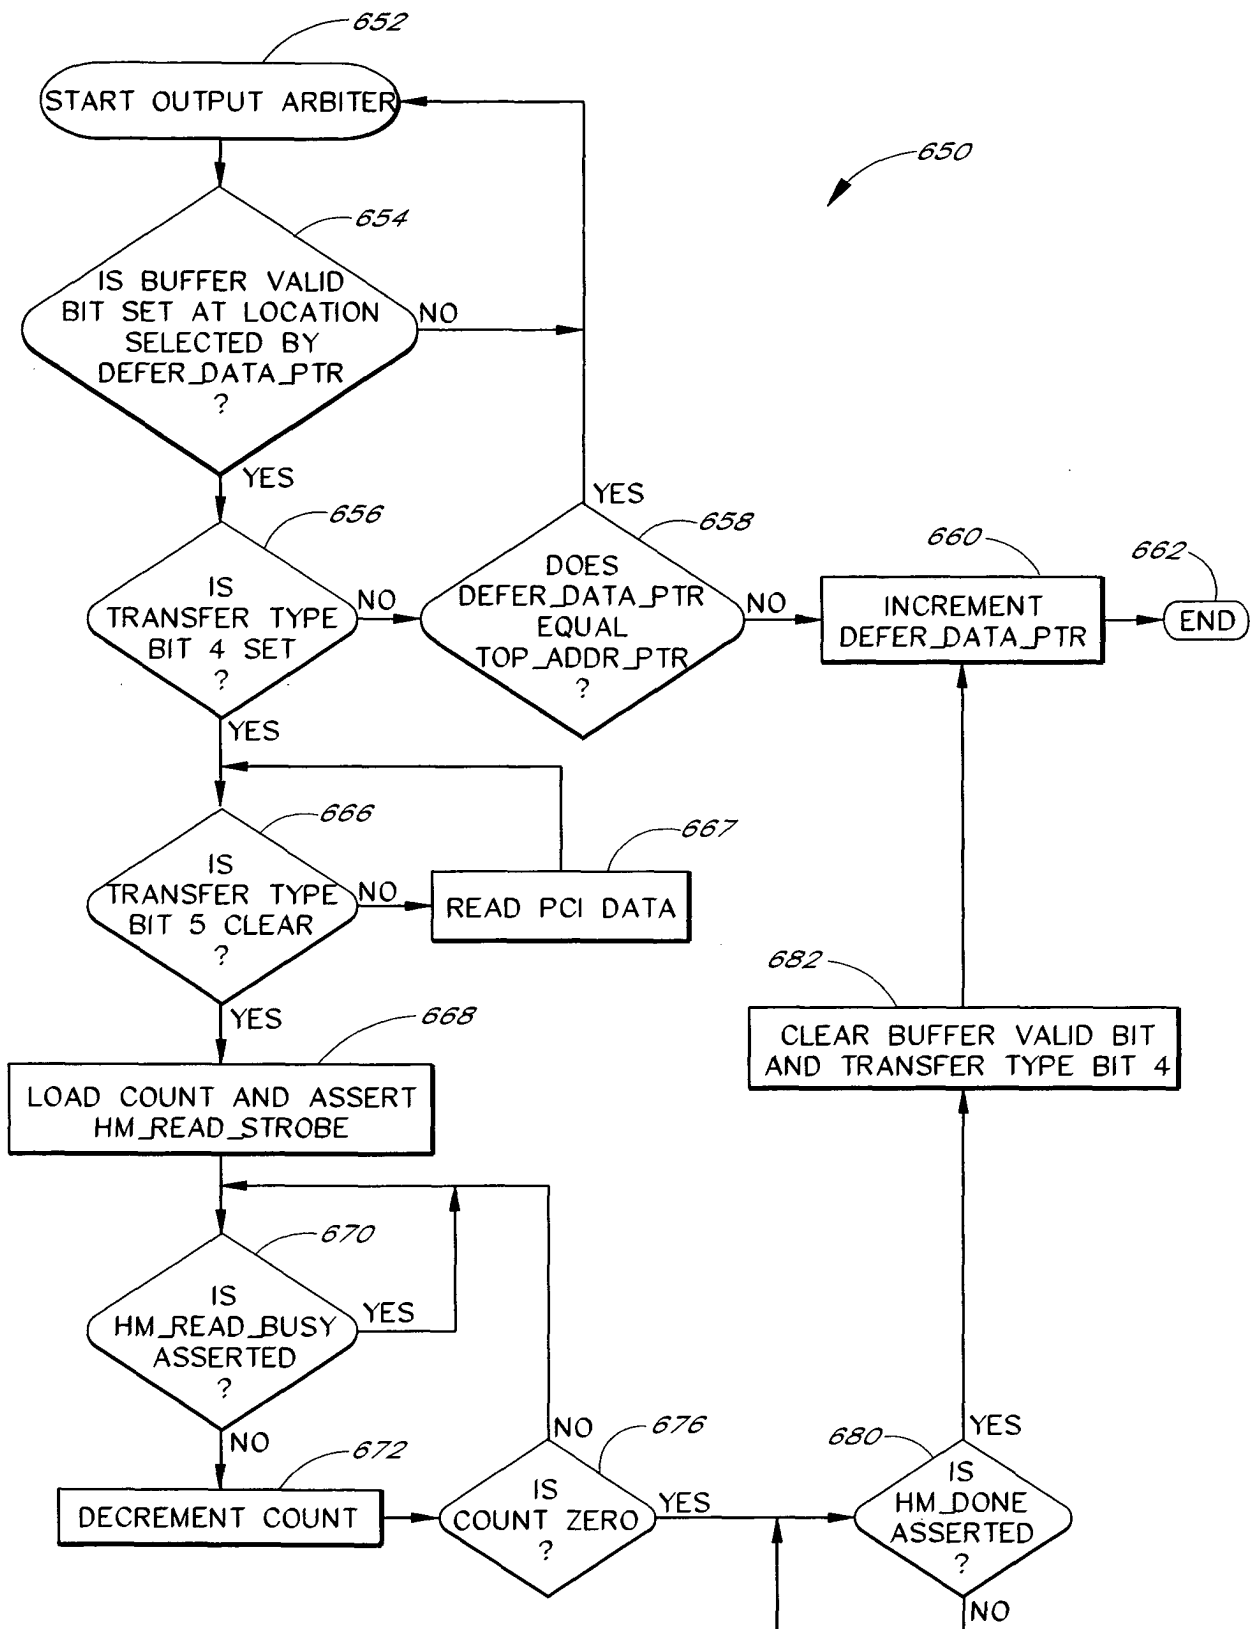 652
START OUTPUT ARBITER
650
654
IS BUFFER VALID
BIT SET AT LOCATION
SELECTED BY
DEFER_DATA_PTR
?
NO
YES
656
IS
TRANSFER TYPE
BIT 4 SET
?
NO
YES
YES
658
DOES
DEFER_DATA_PTR
EQUAL
TOP_ADDR_PTR
?
NO
660
INCREMENT
DEFER_DATA_PTR
662
END
666
IS
TRANSFER TYPE
BIT 5 CLEAR
?
NO
667
READ PCI DATA
YES
668
LOAD COUNT AND ASSERT
HM_READ_STROBE
682
CLEAR BUFFER VALID BIT
AND TRANSFER TYPE BIT 4
670
IS
HM_READ_BUSY
ASSERTED
?
YES
NO
672
DECREMENT COUNT
NO
676
IS
COUNT ZERO
?
YES
680
YES
IS
HM_DONE
ASSERTED
?
NO